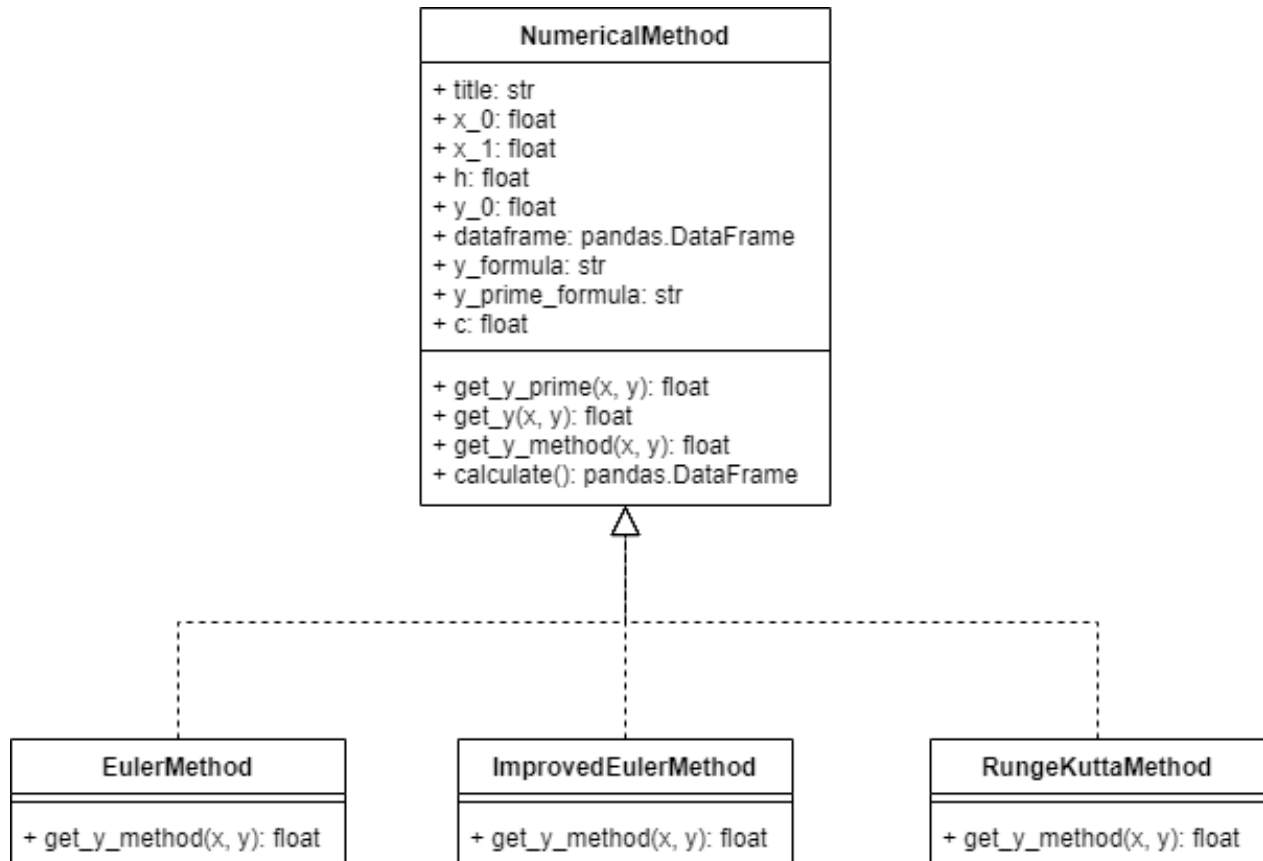 NumericalMethod
+ title: str
+ x_0: float
+ x_1: float
+ h: float
+ y_0: float
+ dataframe: pandas.DataFrame
+ y_formula: str
+ y_prime_formula: str
+ c: float
+ get_y_prime(x, y): float
+ get_y(x, y): float
+ get_y_method(x, y): float
+ calculate(): pandas.DataFrame
EulerMethod
+ get_y_method(x, y): float
ImprovedEulerMethod
+ get_y_method(x, y): float
RungeKuttaMethod
+ get_y_method(x, y): float